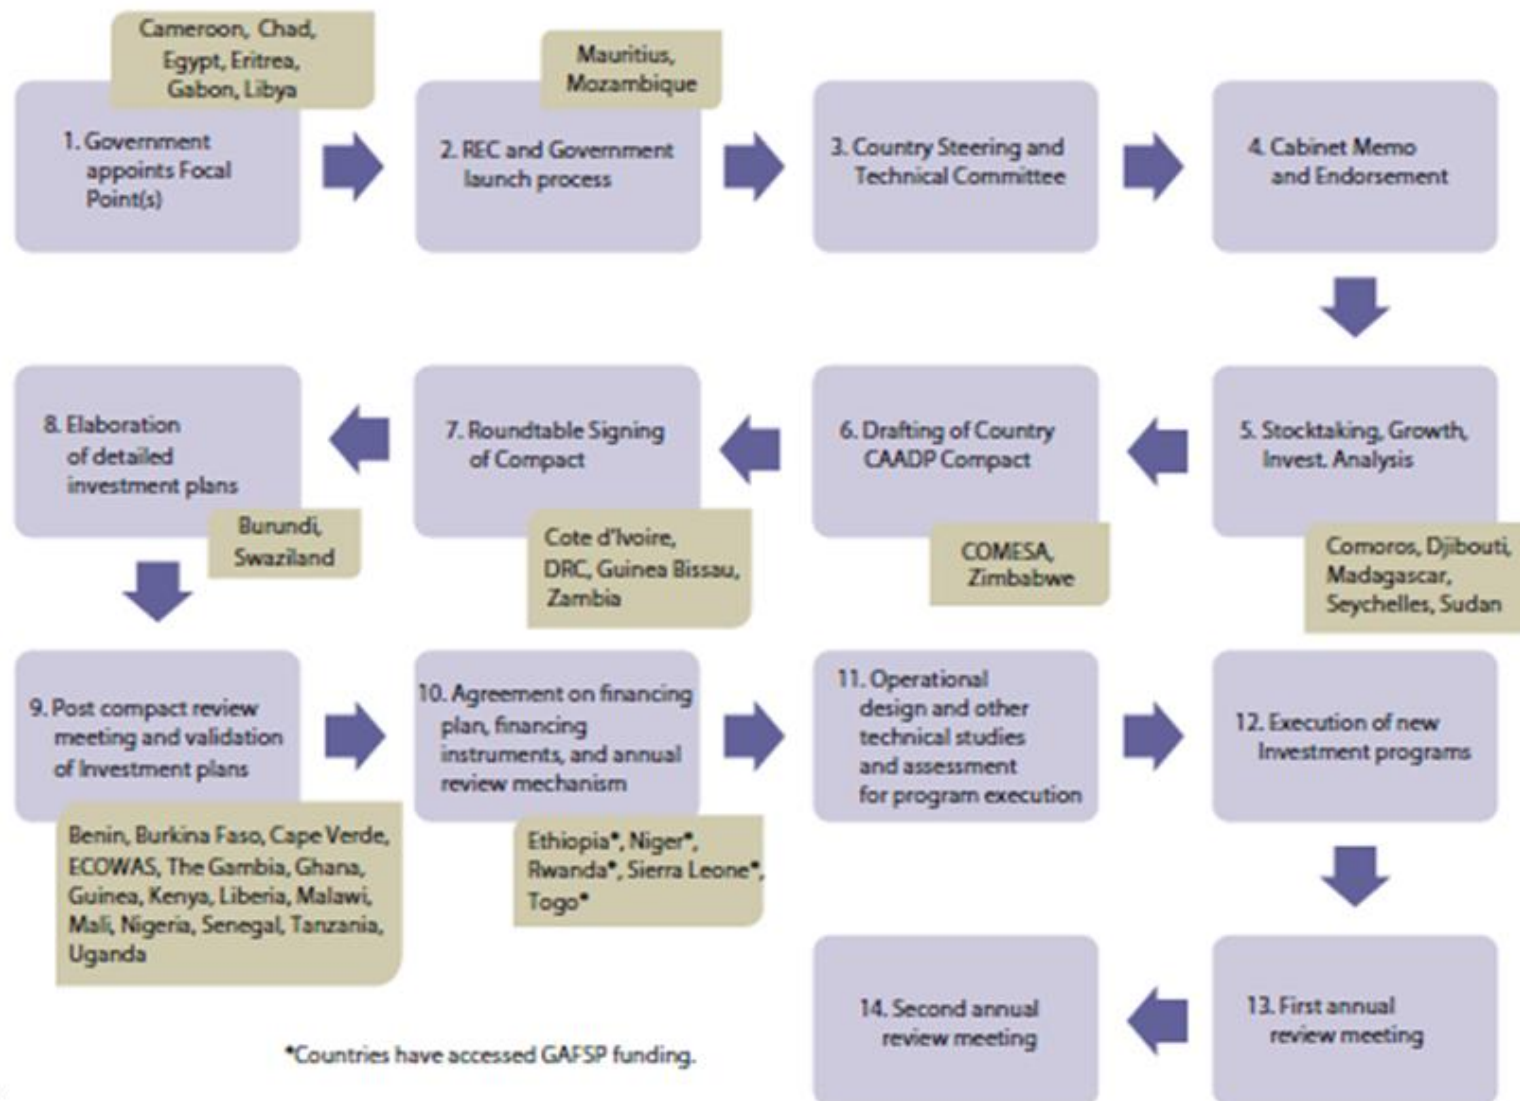 Cameroon, Chad,
Egypt, Eritrea,
Gabon, Libya
1. Government
appoints Focal
Point(s)
Mauritius,
Mozambique
2. REC and Government
launch process
3. Country Steering and
Technical Committee
4. Cabinet Memo
and Endorsement
5. Stocktaking, Growth,
Invest. Analysis
Comoros, Djibouti,
Madagascar,
Seychelles, Sudan
6. Drafting of Country
CAADP Compact
COMESA,
Zimbabwe
7. Roundtable Signing
of Compact
Cote d'Ivoire,
DRC, Guinea Bissau,
Zambia
8. Elaboration
of detailed
investment plans
Burundi,
Swaziland
9. Post compact review
meeting and validation
of Investment plans
Benin, Burkina Faso, Cape Verde,
ECOWAS, The Gambia, Ghana,
Guinea, Kenya, Liberia, Malawi,
Mali, Nigeria, Senegal, Tanzania,
Uganda
10. Agreement on financing
plan, financing
instruments, and annual
review mechanism
Ethiopia*, Niger*,
Rwanda*, Sierra Leone*,
Togo*
11. Operational
design and other
technical studies
and assessment
for program execution
12. Execution of new
Investment programs
13. First annual
review meeting
14. Second annual
review meeting
*Countries have accessed GAFSP funding.